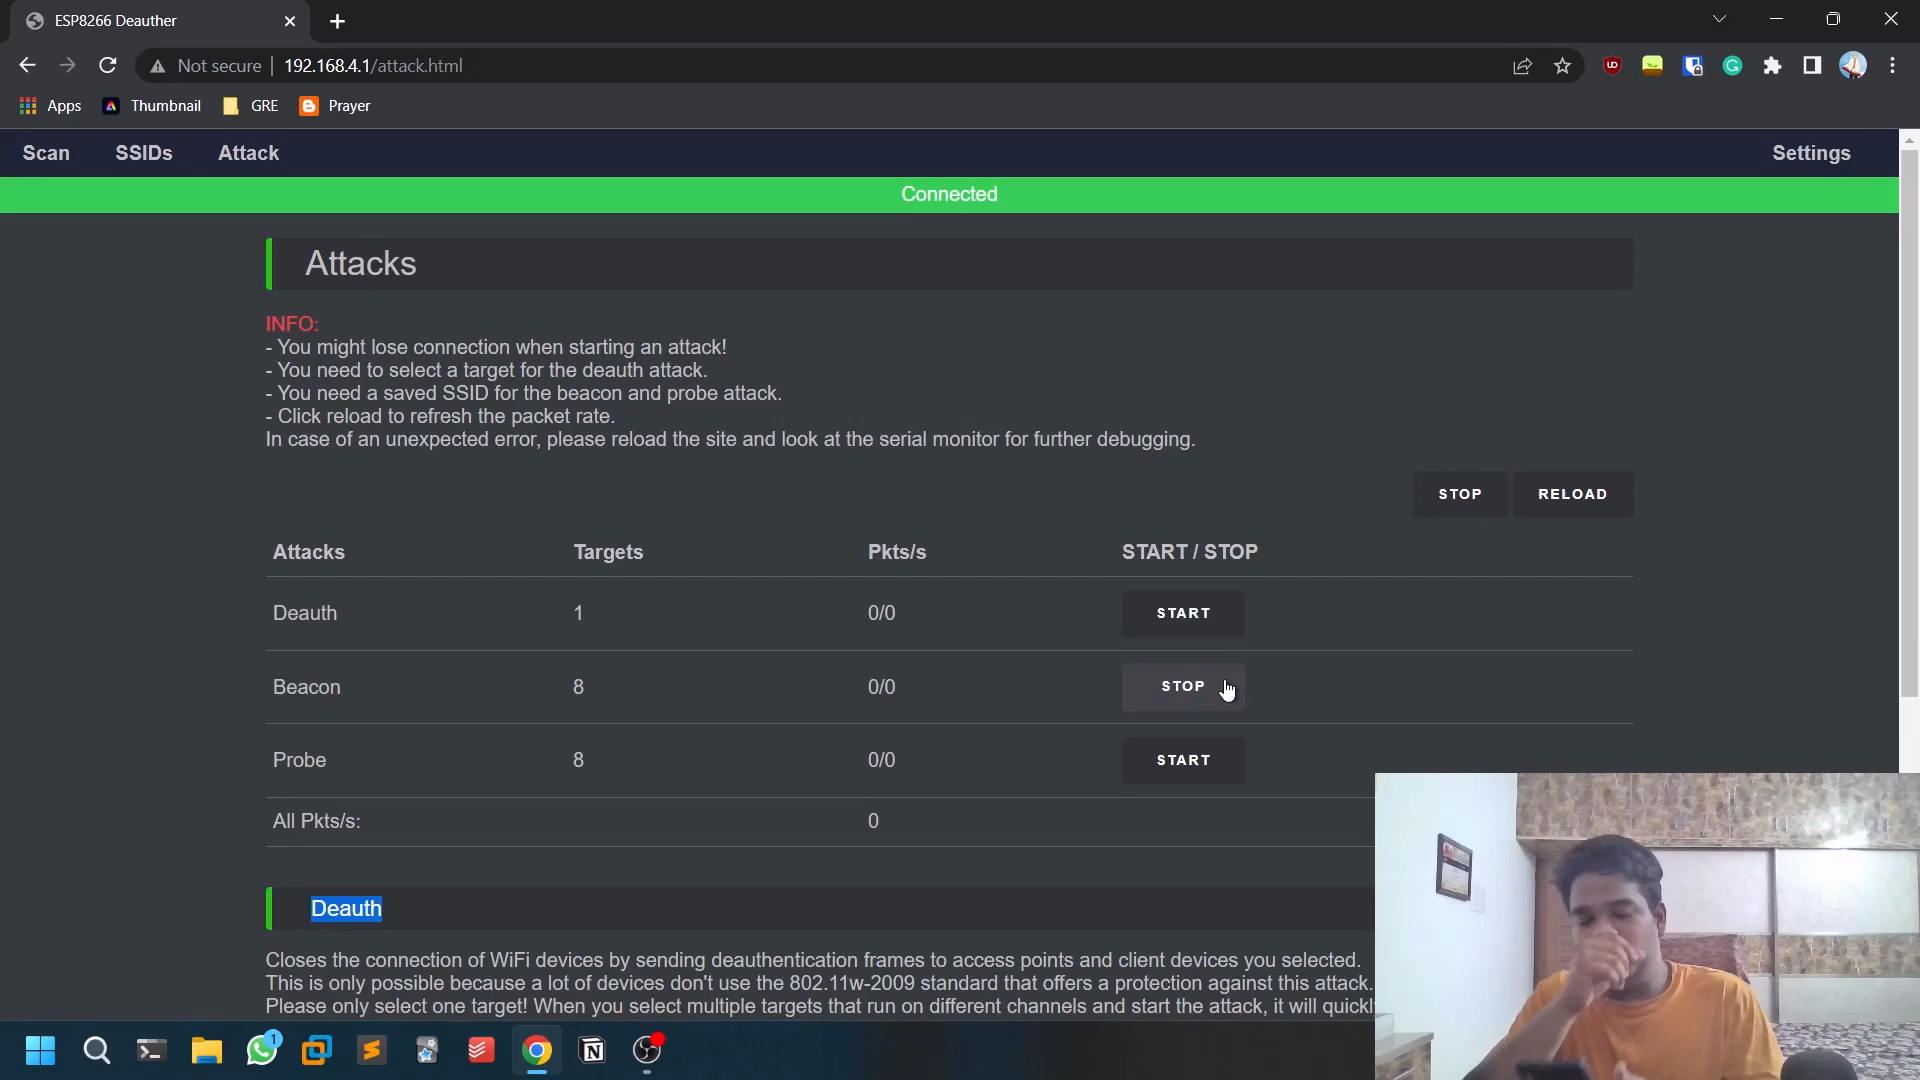 ESP8266 Deauther
Not secure
192.168.4.1/attack.html
Apps
Thumbnail
GRE
Prayer
Scan
SSIDs
Attack
Settings
Connected
Attacks
INFO:
- You might lose connection when starting an attack!
- You need to select a target for the deauth attack.
- You need a saved SSID for the beacon and probe attack.
- Click reload to refresh the packet rate.
In case of an unexpected error, please reload the site and look at the serial monitor for further debugging.
STOP
RELOAD
Attacks Targets Pkts/s START / STOP
Deauth 1 0/0 START
Beacon 8 0/0 STOP
Probe 8 0/0 START
All Pkts/s: 0
Deauth
Closes the connection of WiFi devices by sending deauthentication frames to access points and client devices you selected.
This is only possible because a lot of devices don't use the 802.11w-2009 standard that offers a protection against this attack.
Please only select one target! When you select multiple targets that run on different channels and start the attack, it will
1